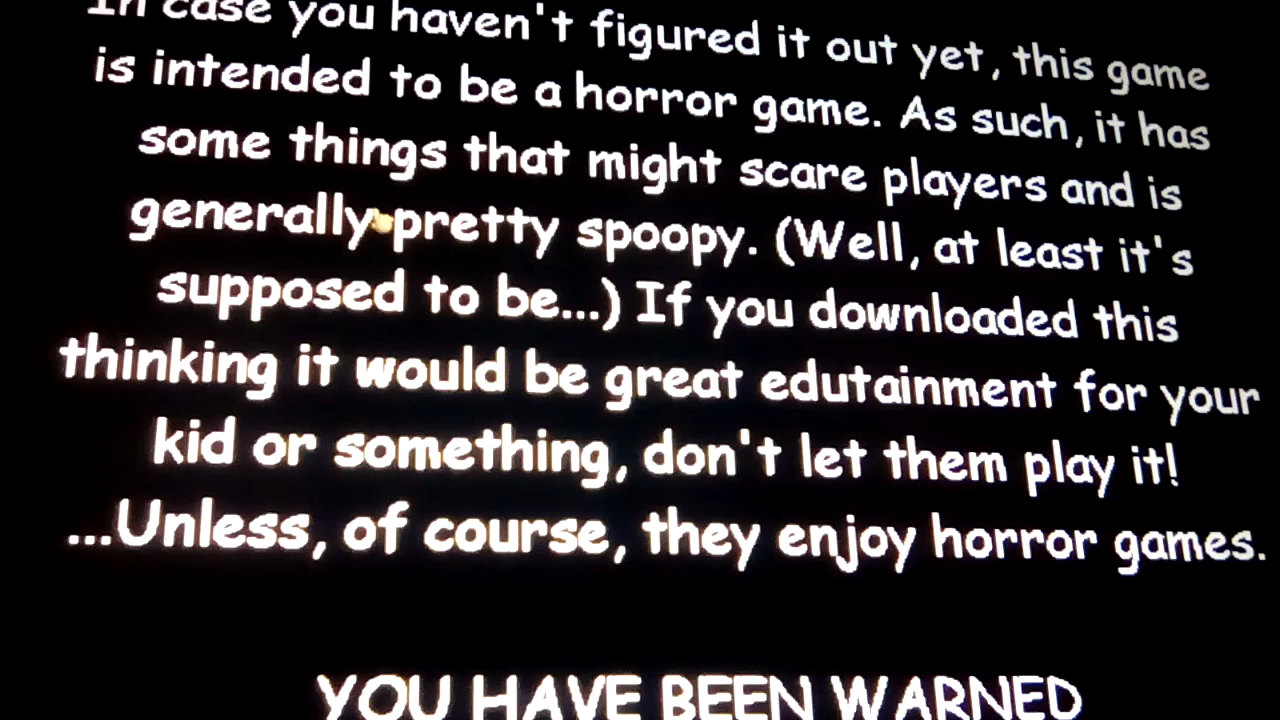 In case you haven't figured it out yet, this game
is intended to be a horror game. As such, it has
some things that might scare players and is
generally pretty spoopy. (Well, at least it's
supposed to be...) If you downloaded this
thinking it would be great edutainment for your
kid or something, don't let them play it!
...Unless, of course, they enjoy horror games.
YOU HAVE BEEN WARNED